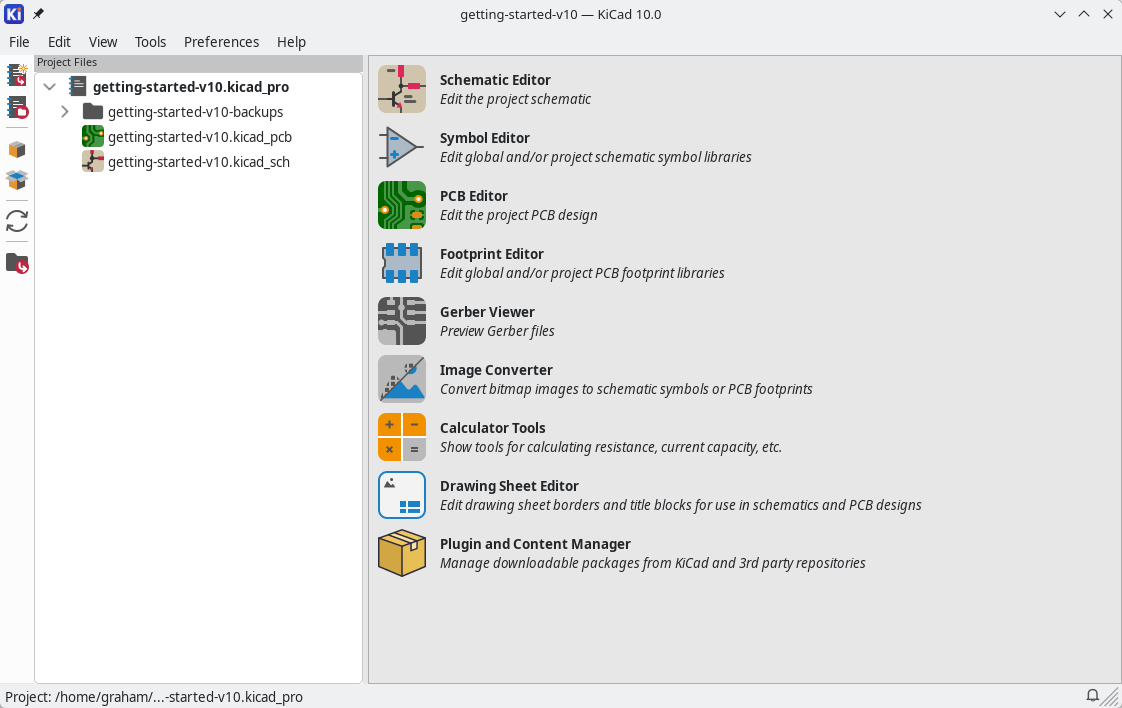 Ki
getting-started-v10 — KiCad 10.0
File Edit View Tools Preferences Help
Project Files
getting-started-v10.kicad_pro
getting-started-v10-backups
getting-started-v10.kicad_pcb
getting-started-v10.kicad_sch
Schematic Editor
Edit the project schematic
Symbol Editor
Edit global and/or project schematic symbol libraries
PCB Editor
Edit the project PCB design
Footprint Editor
Edit global and/or project PCB footprint libraries
Gerber Viewer
Preview Gerber files
Image Converter
Convert bitmap images to schematic symbols or PCB footprints
Calculator Tools
Show tools for calculating resistance, current capacity, etc.
Drawing Sheet Editor
Edit drawing sheet borders and title blocks for use in schematics and PCB designs
Plugin and Content Manager
Manage downloadable packages from KiCad and 3rd party repositories
Project: /home/graham/...-started-v10.kicad_pro